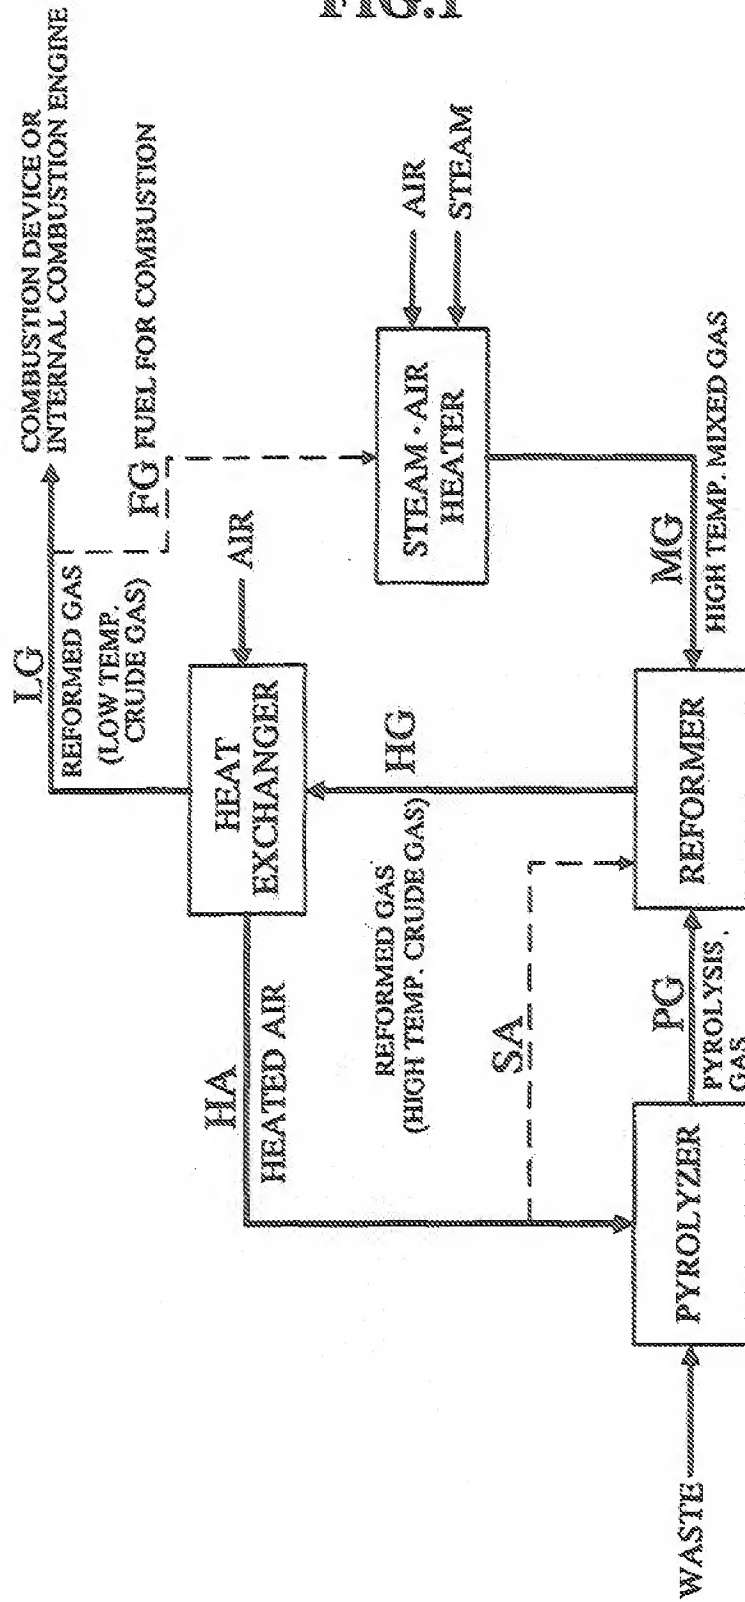 FIG.1
COMBUSTION DEVICE OR
INTERNAL COMBUSTION ENGINE
LG
REFORMED GAS
(LOW TEMP.
CRUDE GAS)
FG FUEL FOR COMBUSTION
HEAT
EXCHANGER
AIR
STEAM · AIR
HEATER
AIR
STEAM
HA
HEATED AIR
HG
REFORMED GAS
(HIGH TEMP. CRUDE GAS)
SA
MG
HIGH TEMP. MIXED GAS
WASTE
PYROLYZER
PG
PYROLYSIS
GAS
REFORMER